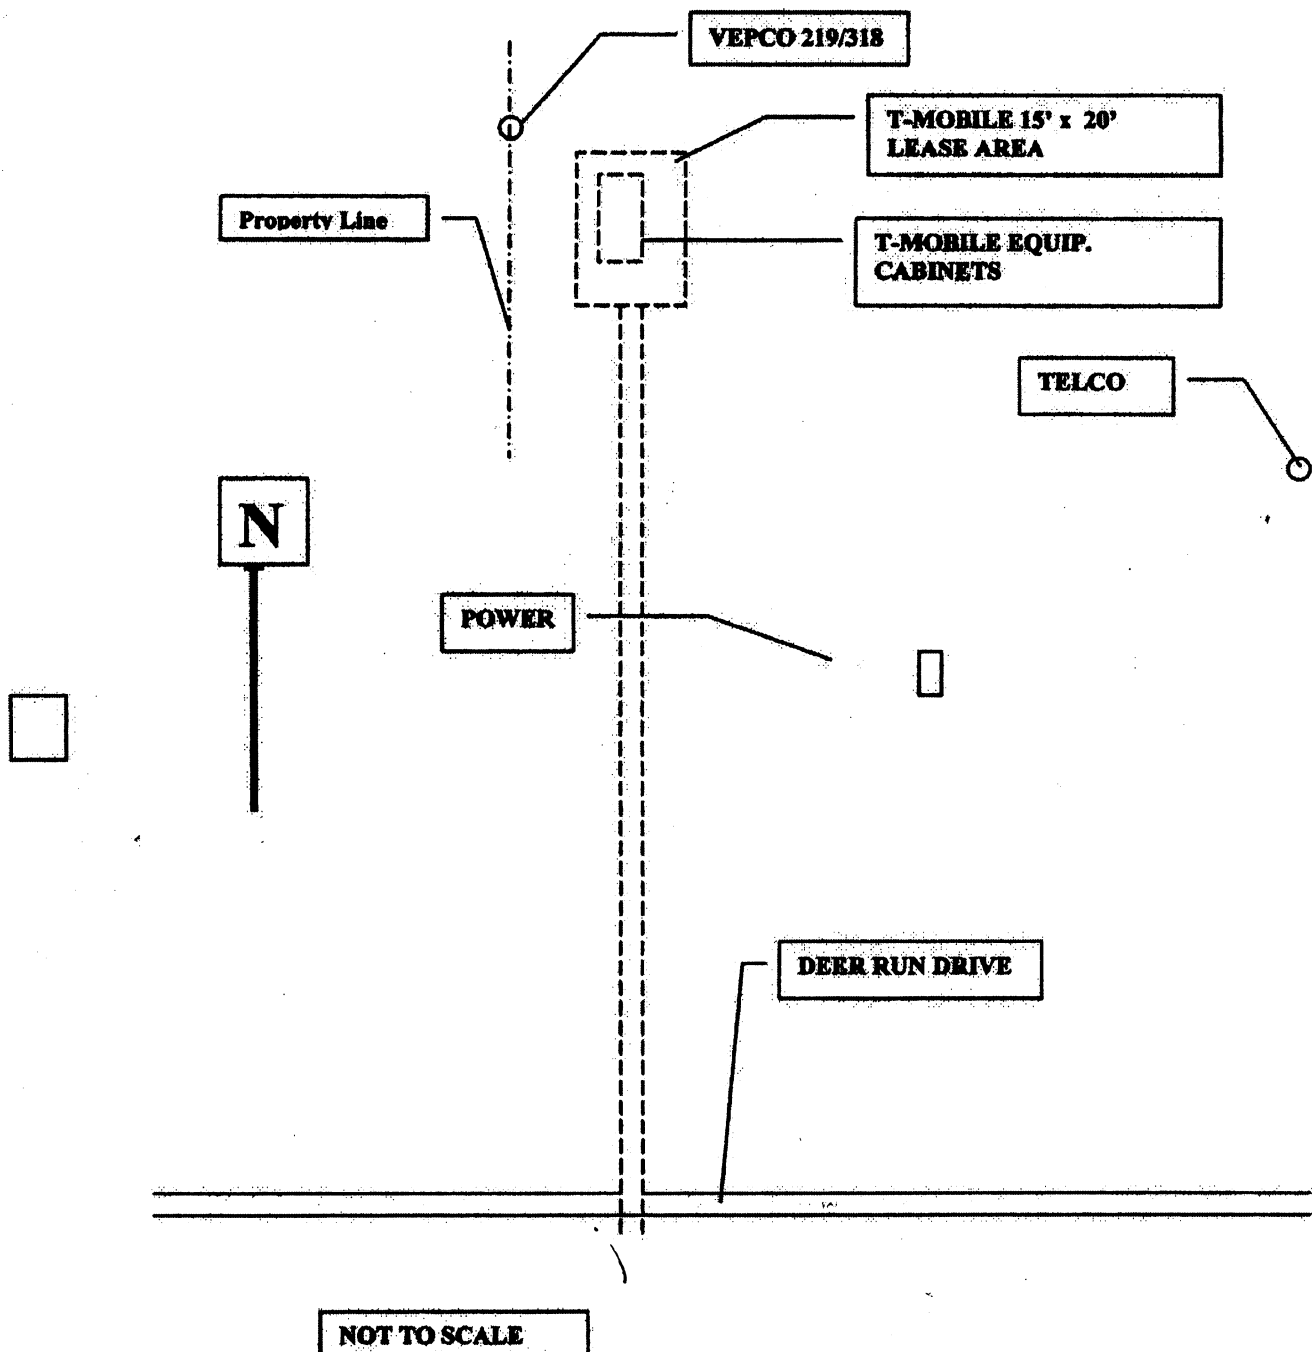 VEPCO 219/318
T-MOBILE 15' x 20'
LEASE AREA
Property Line
T-MOBILE EQUIP.
CABINETS
TELCO
N
POWER
DEER RUN DRIVE
NOT TO SCALE